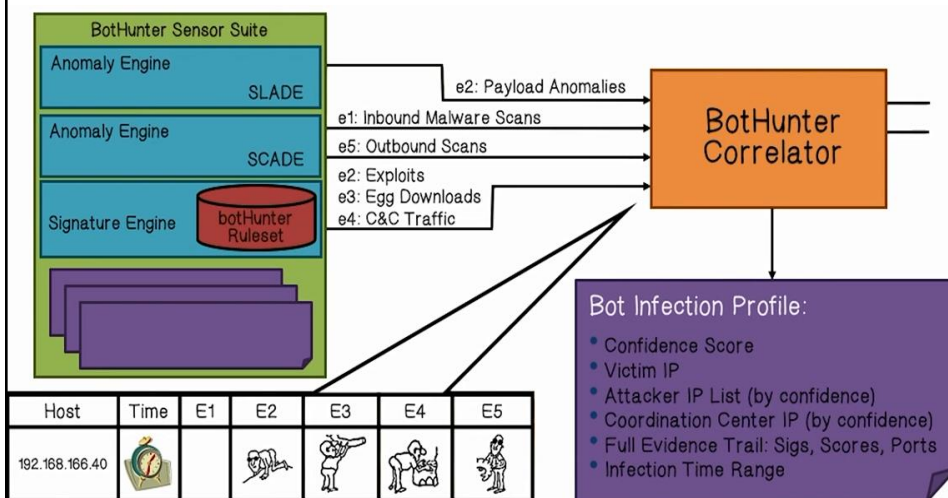 BotHunter Sensor Suite
Anomaly Engine
SLADE
Anomaly Engine
SCADE
Signature Engine
botHunter
Ruleset
e2: Payload Anomalies
e1: Inbound Malware Scans
e5: Outbound Scans
e2: Exploits
e3: Egg Downloads
e4: C&C Traffic
BotHunter
Correlator
Bot Infection Profile:
• Confidence Score
• Victim IP
• Attacker IP List (by confidence)
• Coordination Center IP (by confidence)
• Full Evidence Trail: Sigs, Scores, Ports
• Infection Time Range
Host Time E1 E2 E3 E4 E5
192.168.166.40